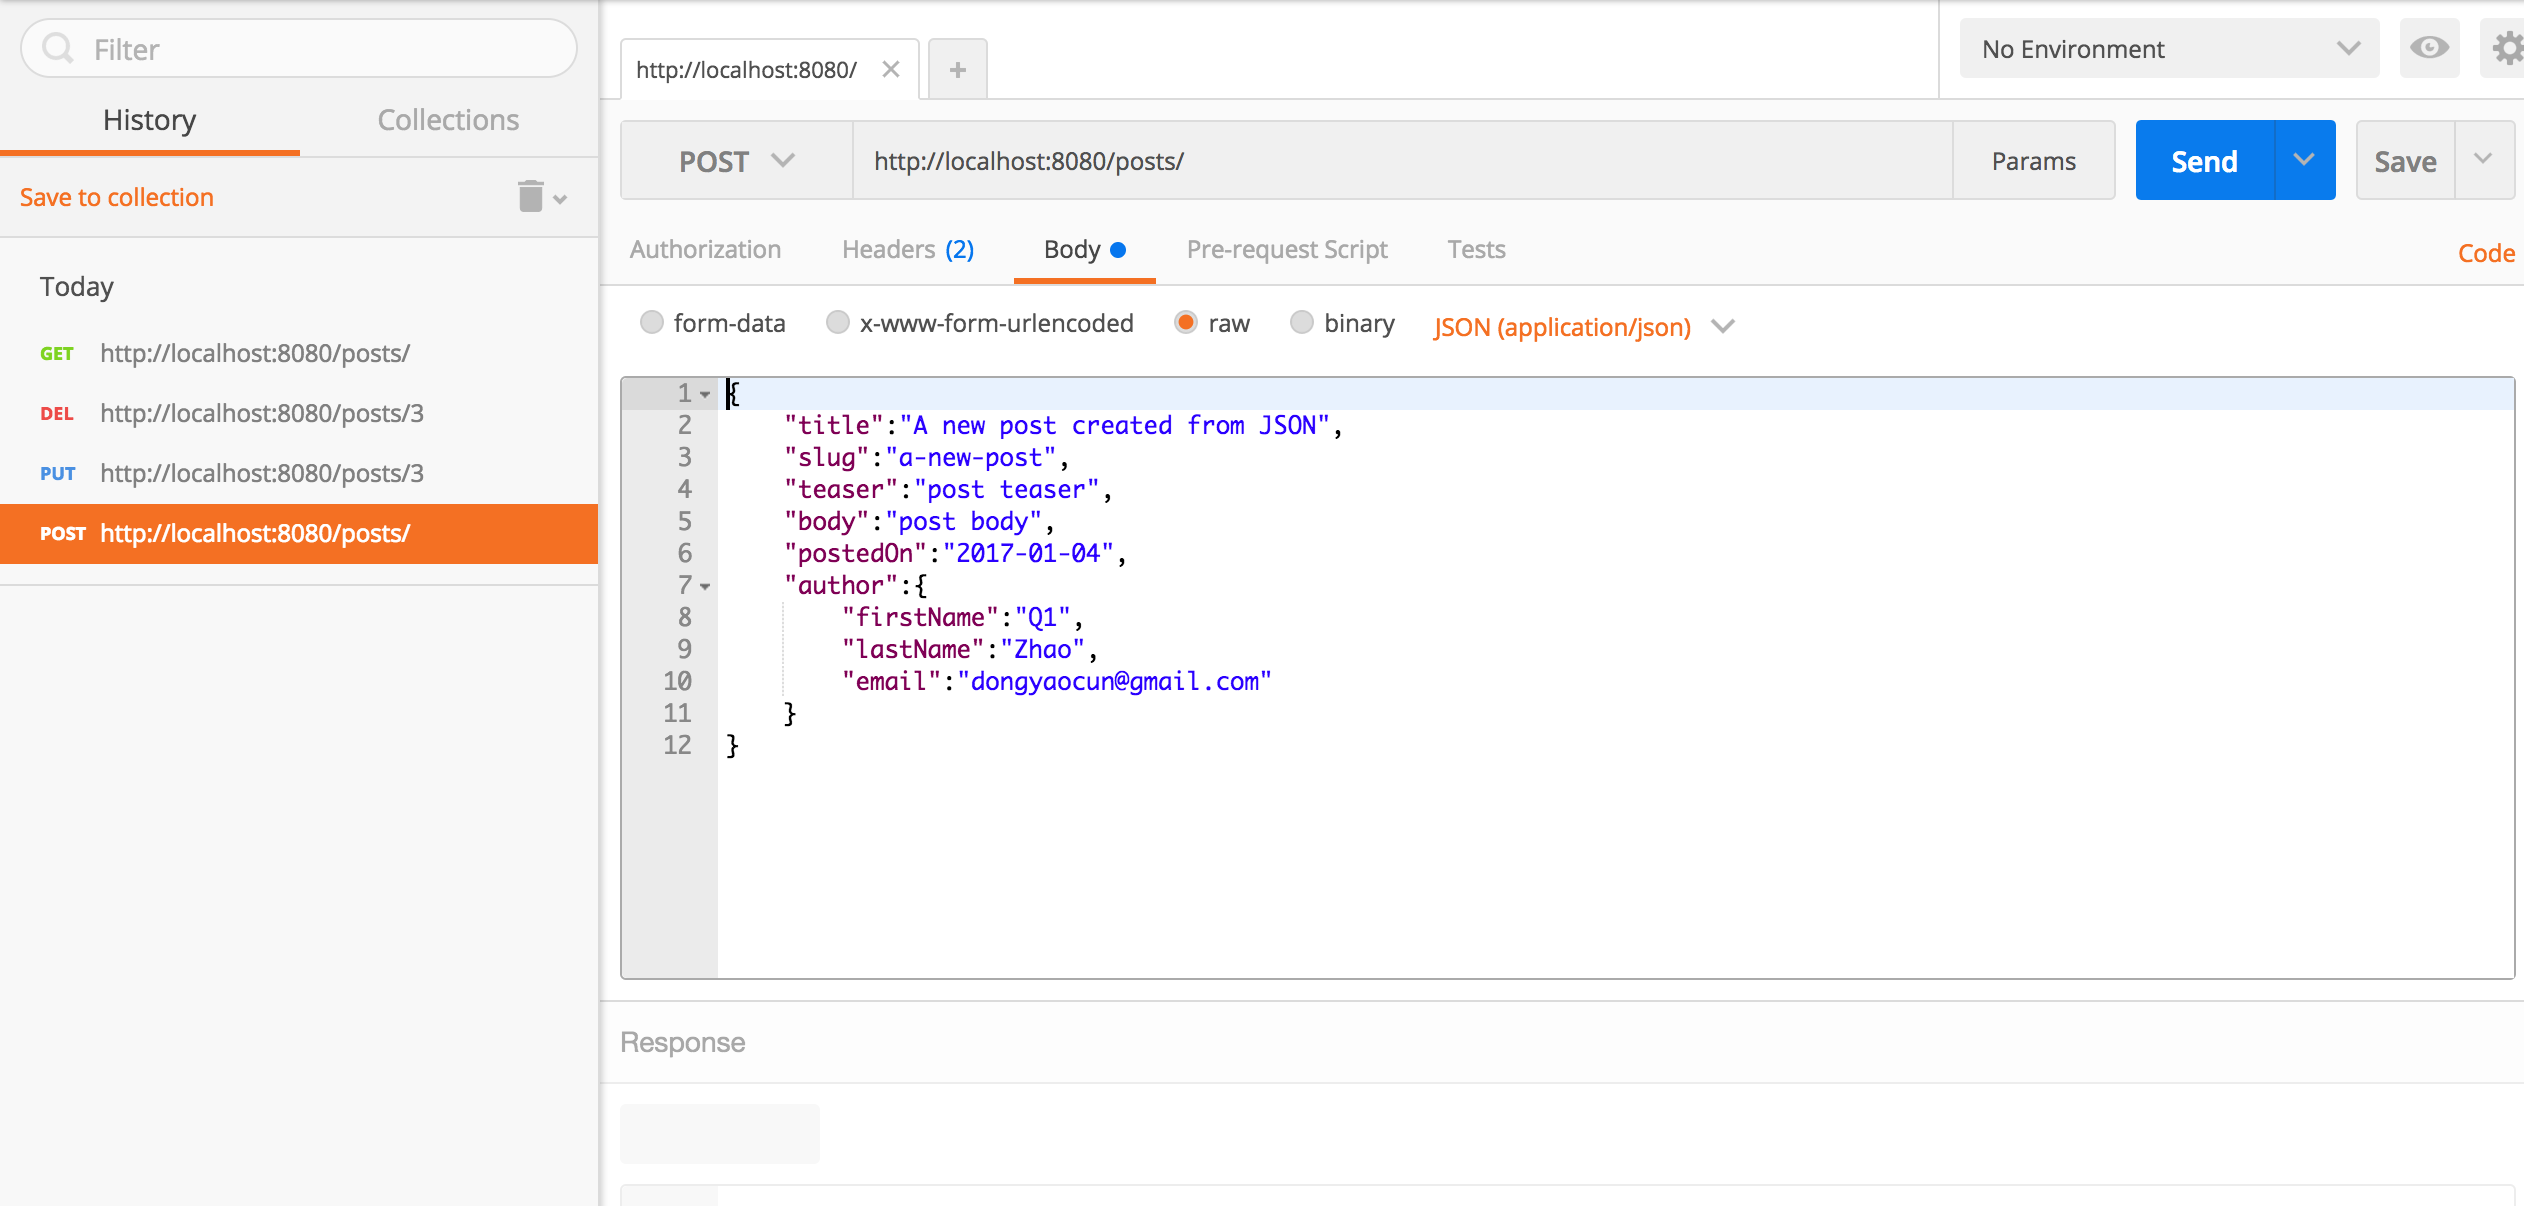 Filter
History Collections
Save to collection
Today
GET http://localhost:8080/posts/
DEL http://localhost:8080/posts/3
PUT http://localhost:8080/posts/3
POST http://localhost:8080/posts/
http://localhost:8080/
No Environment
POST http://localhost:8080/posts/ Params Send Save
Authorization Headers (2) Body Pre-request Script Tests Code
form-data x-www-form-urlencoded raw binary JSON (application/json)
1 {
2 "title":"A new post created from JSON",
3 "slug":"a-new-post",
4 "teaser":"post teaser",
5 "body":"post body",
6 "postedOn":"2017-01-04",
7 "author":{
8 "firstName":"Q1",
9 "lastName":"Zhao",
10 "email":"dongyaocun@gmail.com"
11 }
12 }
Response